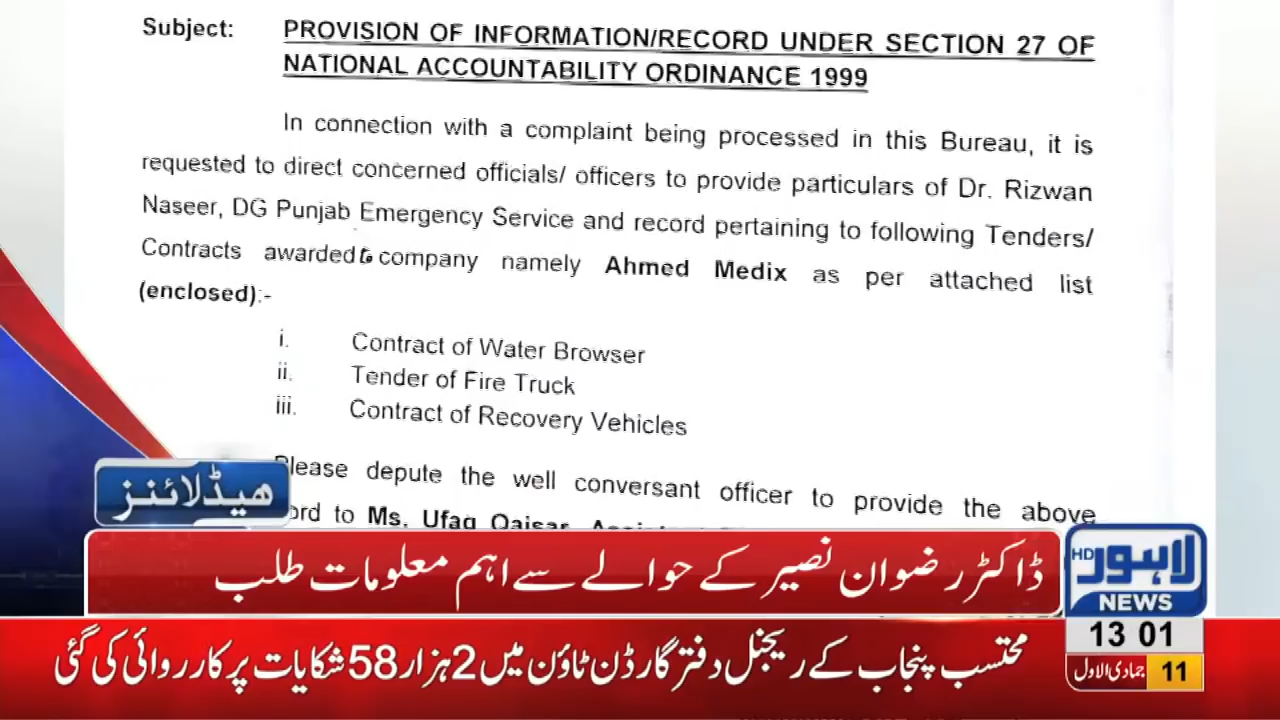 Subject: PROVISION OF INFORMATION/RECORD UNDER SECTION 27 OF
NATIONAL ACCOUNTABILITY ORDINANCE 1999
In connection with a complaint being processed in this Bureau, it is
requested to direct concerned officials/ officers to provide particulars of Dr. Rizwan
Naseer, DG Punjab Emergency Service and record pertaining to following Tenders/
Contracts awarded to company namely Ahmed Medix as per attached list
(enclosed):-
i. Contract of Water Browser
ii. Tender of Fire Truck
iii. Contract of Recovery Vehicles
Please depute the well conversant officer to provide the above
ord to Ms. Ufaq Qaisar,
ھیڈلائنز
ڈاکٹر رضوان نصیر کے حوالے سے اہم معلومات طلب
لاہور HD
NEWS
13 01
محتسب پنجاب کے ریجنل دفتر گارڈن ٹاؤن میں 2 ہزار 58 شکایات پر کارروائی کی گئی
11 جمادی الاول